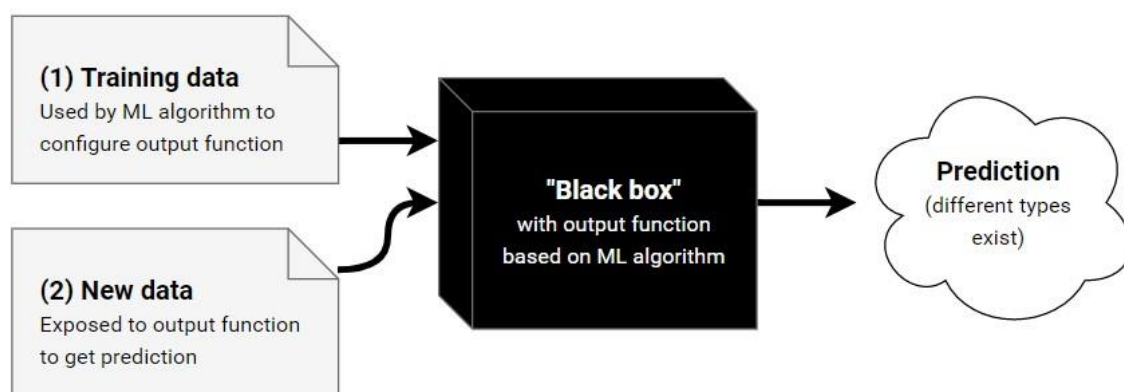 (1) Training data
Used by ML algorithm to
configure output function
(2) New data
Exposed to output function
to get prediction
"Black box"
with output function
based on ML algorithm
Prediction
(different types
exist)